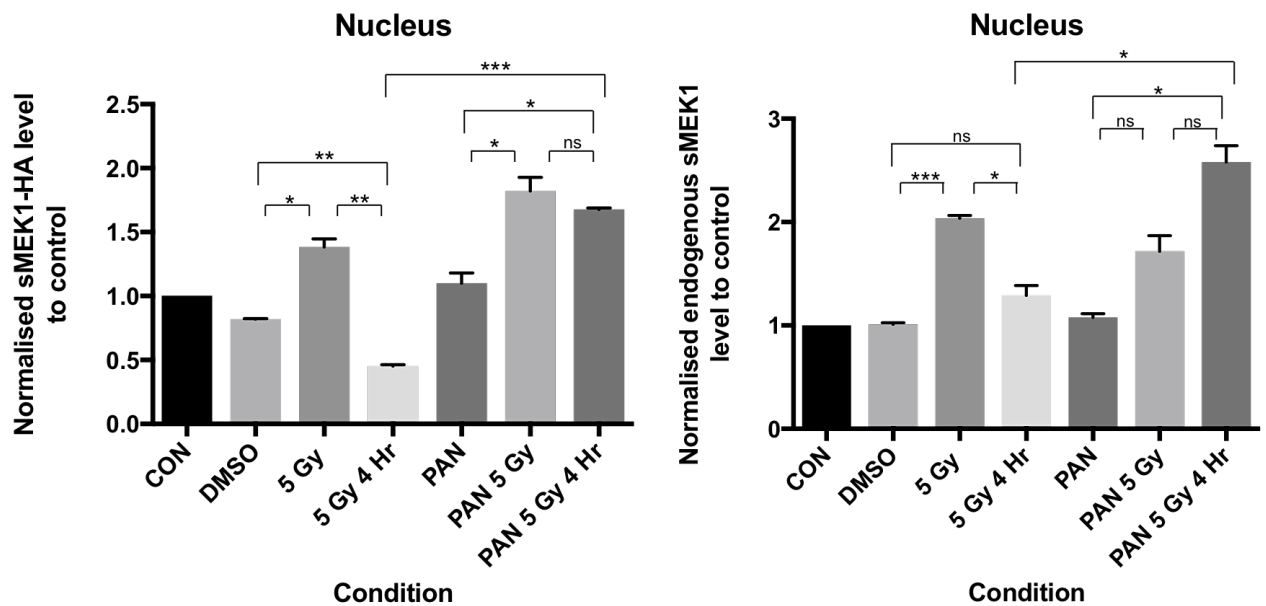 Nucleus
***
*
*
ns
**
*
**
2.5
2.0
1.5
1.0
0.5
0.0
Normalised sMEK1-HA level
to control
CON
DMSO
5 Gy
5 Gy 4 Hr
PAN
PAN 5 Gy
PAN 5 Gy 4 Hr
Condition
Nucleus
*
*
ns
ns
ns
***
*
3
2
1
0
Normalised endogenous sMEK1
level to control
CON
DMSO
5 Gy
5 Gy 4 Hr
PAN
PAN 5 Gy
PAN 5 Gy 4 Hr
Condition